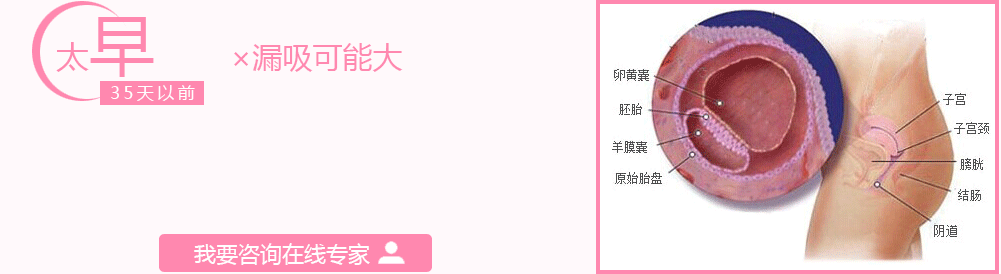 太早
35天以前
×漏吸可能大
我要咨询在线专家
卵黄囊
胚胎
羊膜囊
原始胎盘
子宫
子宫颈
膀胱
结肠
阴道